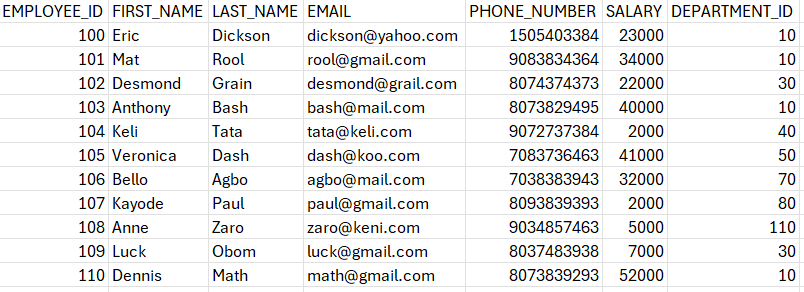 EMPLOYEE_ID FIRST_NAME LAST_NAME EMAIL PHONE_NUMBER SALARY DEPARTMENT_ID
100 Eric Dickson dickson@yahoo.com 1505403384 23000 10
101 Mat Rool rool@gmail.com 9083834364 34000 10
102 Desmond Grain desmond@grail.com 8074374373 22000 30
103 Anthony Bash bash@mail.com 8073829495 40000 10
104 Keli Tata tata@keli.com 9072737384 2000 40
105 Veronica Dash dash@koo.com 7083736463 41000 50
106 Bello Agbo agbo@mail.com 7038383943 32000 70
107 Kayode Paul paul@gmail.com 8093839393 2000 80
108 Anne Zaro zaro@keni.com 9034857463 5000 110
109 Luck Obom luck@gmail.com 8037483938 7000 30
110 Dennis Math math@gmail.com 8073839293 52000 10